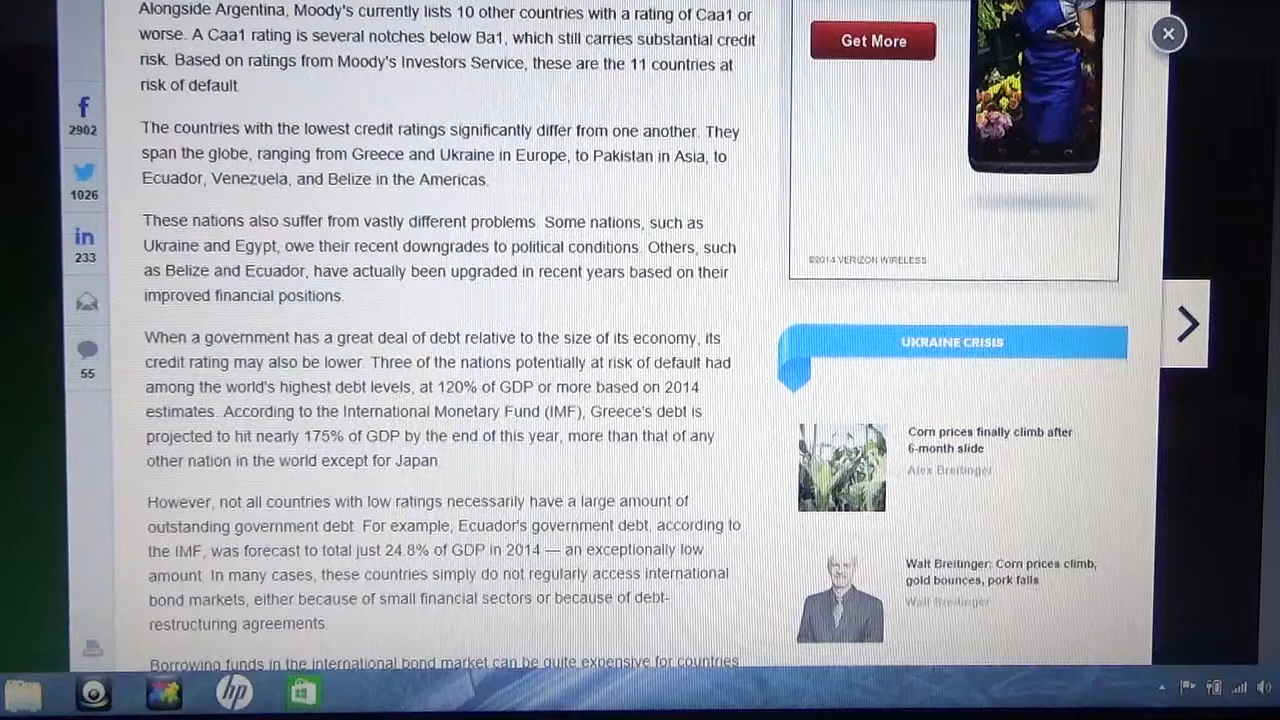 Alongside Argentina, Moody's currently lists 10 other countries with a rating of Caa1 or
worse. A Caa1 rating is several notches below Ba1, which still carries substantial credit
risk. Based on ratings from Moody's Investors Service, these are the 11 countries at
risk of default.
The countries with the lowest credit ratings significantly differ from one another. They
span the globe, ranging from Greece and Ukraine in Europe, to Pakistan in Asia, to
Ecuador, Venezuela, and Belize in the Americas.
These nations also suffer from vastly different problems. Some nations, such as
Ukraine and Egypt, owe their recent downgrades to political conditions. Others, such
as Belize and Ecuador, have actually been upgraded in recent years based on their
improved financial positions.
When a government has a great deal of debt relative to the size of its economy, its
credit rating may also be lower. Three of the nations potentially at risk of default had
among the world's highest debt levels, at 120% of GDP or more based on 2014
estimates. According to the International Monetary Fund (IMF), Greece's debt is
projected to hit nearly 175% of GDP by the end of this year, more than that of any
other nation in the world except for Japan.
However, not all countries with low ratings necessarily have a large amount of
outstanding government debt. For example, Ecuador's government debt, according to
the IMF, was forecast to total just 24.8% of GDP in 2014 — an exceptionally low
amount. In many cases, these countries simply do not regularly access international
bond markets, either because of small financial sectors or because of debt-
restructuring agreements.
Borrowing funds in the international bond market can be quite expensive for countries
f
2902
1026
in
233
55
Get More
©2014 VERIZON WIRELESS
UKRAINE CRISIS
Corn prices finally climb after
6-month slide
Alex Breitinger
Walt Breitinger: Corn prices climb,
gold bounces, pork falls
Walt Breitinger
hp